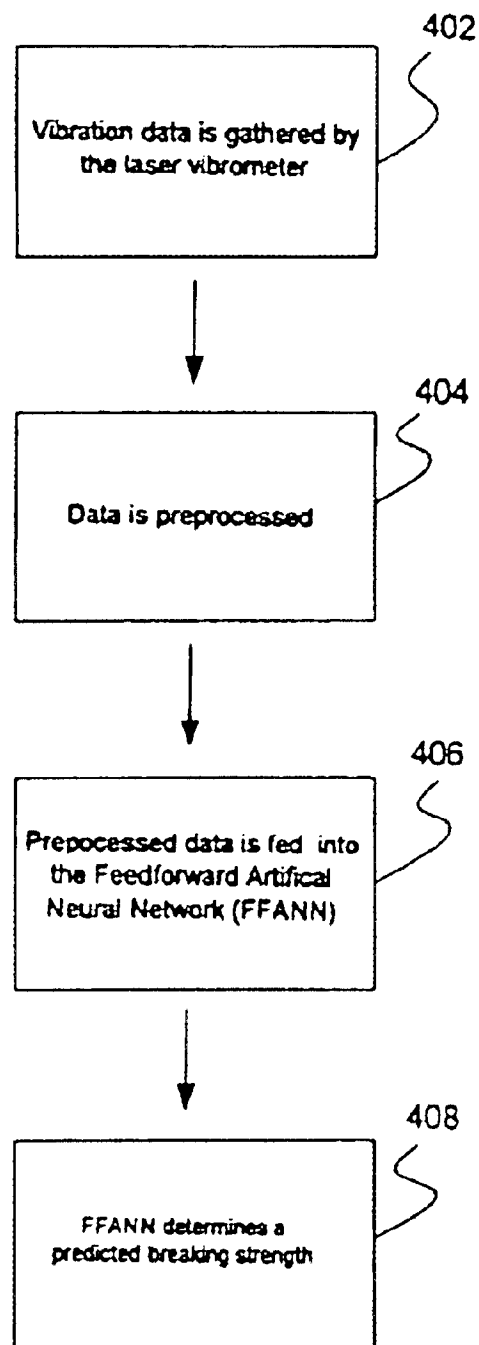 402
Vibration data is gathered by
the laser vibrometer
404
Data is preprocessed
406
Prepocessed data is fed into
the Feedforward Artifical
Neural Network (FFANN)
408
FFANN determines a
predicted breaking strength